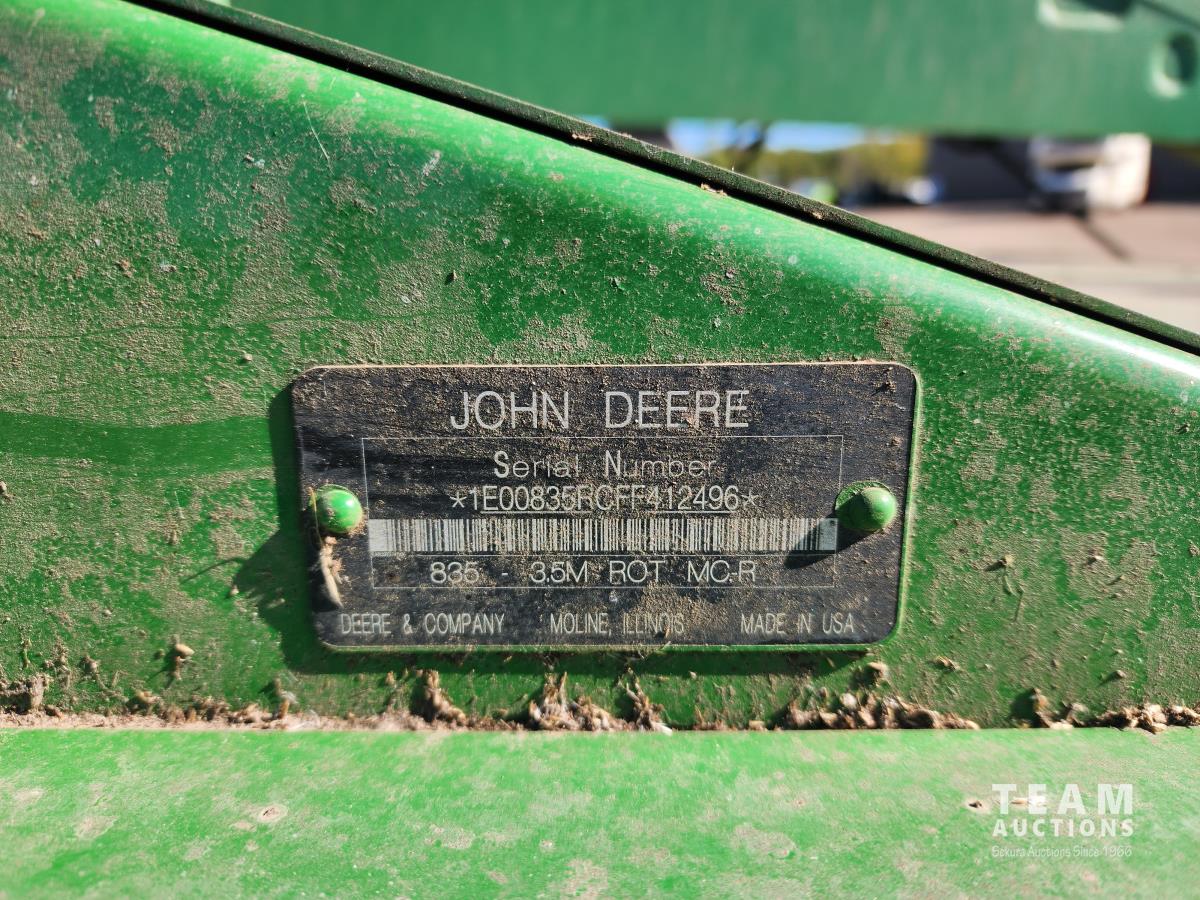 JOHN DEERE
Serial Number
*1E00835RCFF412496*
835 - 3.5M ROT MC-R
DEERE & COMPANY MOLINE, ILLINOIS MADE IN USA
TEAM
AUCTIONS
Schura Auctions Since 1966